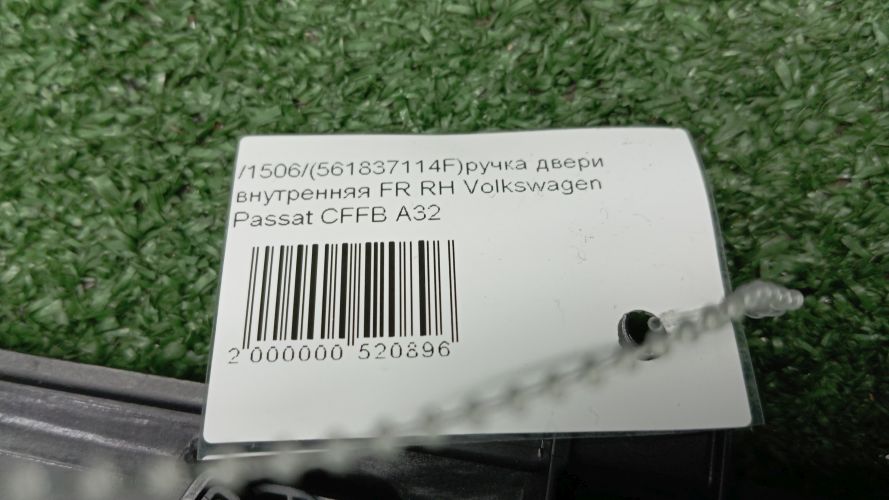 /1506/(561837114F)ручка двери
внутренняя FR RH Volkswagen
Passat CFFB A32
2 000000 520896